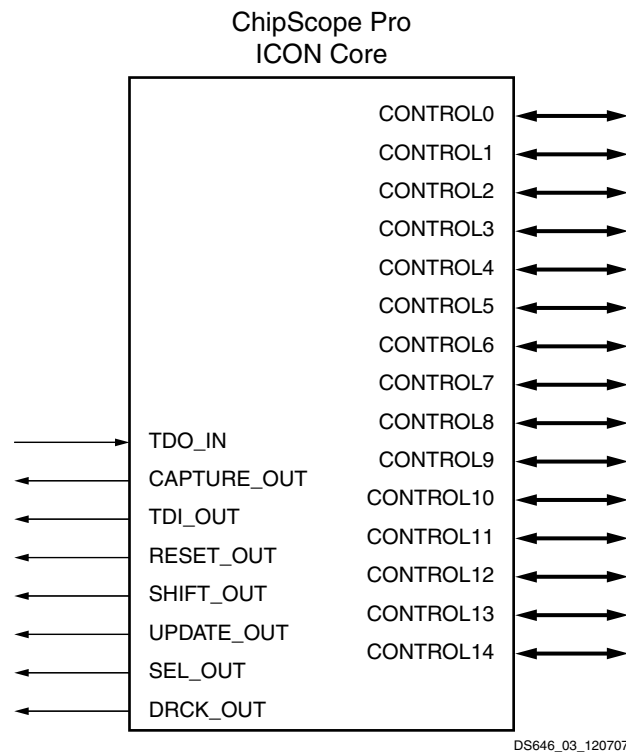 ChipScope Pro
ICON Core
CONTROL0
CONTROL1
CONTROL2
CONTROL3
CONTROL4
CONTROL5
CONTROL6
CONTROL7
CONTROL8
CONTROL9
CONTROL10
CONTROL11
CONTROL12
CONTROL13
CONTROL14
TDO_IN
CAPTURE_OUT
TDI_OUT
RESET_OUT
SHIFT_OUT
UPDATE_OUT
SEL_OUT
DRCK_OUT
DS646_03_120707